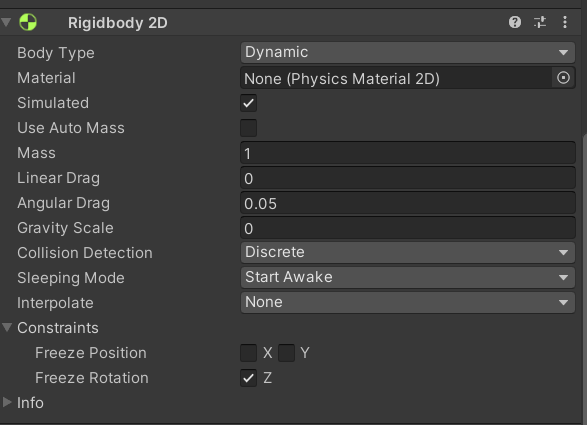 Rigidbody 2D
Body Type Dynamic
Material None (Physics Material 2D)
Simulated
Use Auto Mass
Mass 1
Linear Drag 0
Angular Drag 0.05
Gravity Scale 0
Collision Detection Discrete
Sleeping Mode Start Awake
Interpolate None
Constraints
Freeze Position X Y
Freeze Rotation Z
Info